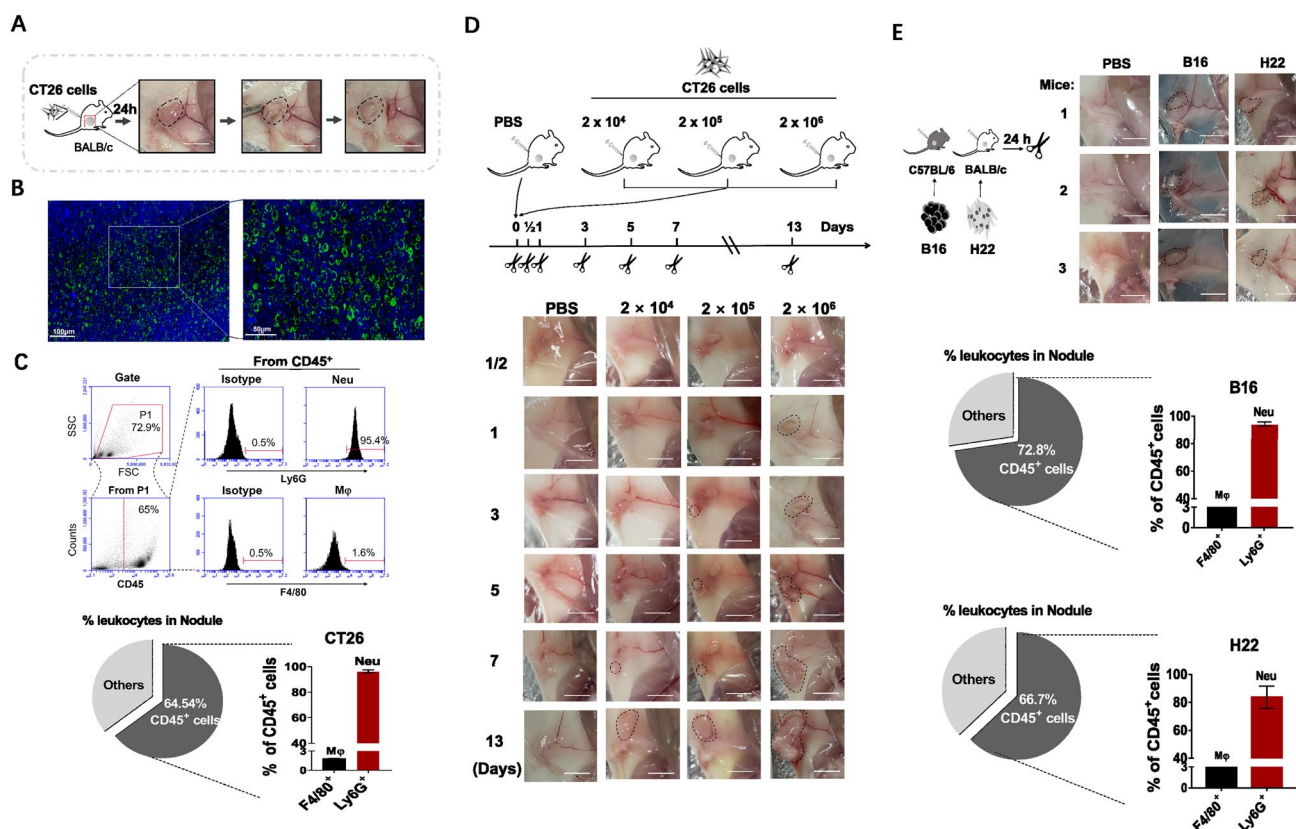 A
CT26 cells
24h
BALB/c
B
100μm
50μm
C
From CD45⁺
Gate
Isotype
Neu
P1
72.9%
0.5%
95.4%
SSC
FSC
Ly6G
From P1
Isotype
Mφ
65%
0.5%
1.6%
Counts
CD45
F4/80
% leukocytes in Nodule
CT26
Others
64.54%
CD45⁺ cells
% of CD45⁺ cells
100
80
60
40
3
0
Neu
Mφ
F4/80⁺
Ly6G⁺
D
CT26 cells
PBS
2 x 10⁴
2 x 10⁵
2 x 10⁶
0 ½ 1 3 5 7 13 Days
PBS 2 × 10⁴ 2 × 10⁵ 2 × 10⁶
1/2
1
3
5
7
13
(Days)
E
PBS B16 H22
Mice:
1
2
3
24 h
C57BL/6 BALB/c
B16 H22
% leukocytes in Nodule
B16
Others
72.8%
CD45⁺ cells
% of CD45⁺cells
100
80
60
40
3
2
0
Neu
Mφ
F4/80⁺
Ly6G⁺
% leukocytes in Nodule
H22
Others
66.7%
CD45⁺ cells
% of CD45⁺cells
100
80
60
40
3
0
Neu
Mφ
F4/80⁺
Ly6G⁺